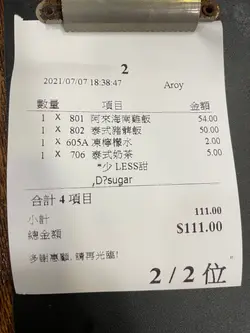 2
2021/07/07 18:38:47 Aroy
數量 項目 金額
1 X 801 阿來海南雞飯 54.00
1 X 802 泰式豬髀飯 50.00
1 X 605A 凍檸檬水 2.00
1 X 706 泰式奶茶 5.00
*少 LESS甜
,D?sugar
合計 4 項目
小計 111.00
總金額 $111.00
多謝惠顧,請再光臨!
2 / 2 位